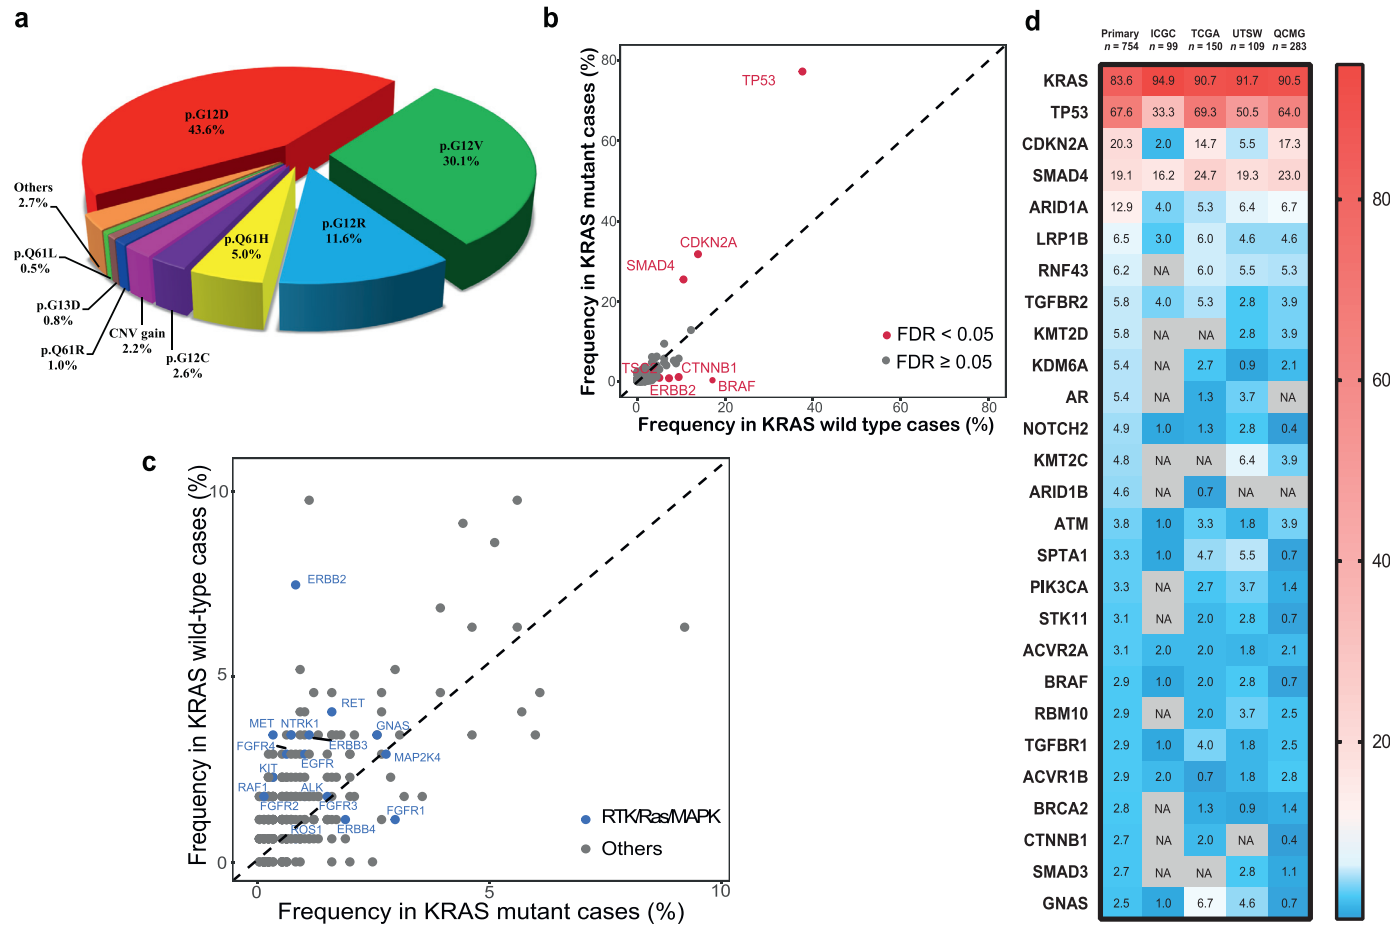 a
p.G12D
43.6%
p.G12V
30.1%
p.G12R
11.6%
p.Q61H
5.0%
p.G12C
2.6%
CNV gain
2.2%
p.Q61R
1.0%
p.G13D
0.8%
p.Q61L
0.5%
Others
2.7%
b
Frequency in KRAS mutant cases (%)
80
60
40
20
0
TP53
CDKN2A
SMAD4
CTNNB1
ERBB2
BRAF
FDR < 0.05
FDR ≥ 0.05
0 20 40 60 80
Frequency in KRAS wild type cases (%)
c
Frequency in KRAS wild-type cases (%)
10
5
0
ERBB2
RET
MET NTRK1 GNAS
FGFR4 ERBB3
EGFR MAP2K4
KIT
RAF1 ALK
FGFR2 FGFR3 FGFR1
ROS1 ERBB4
RTK/Ras/MAPK
Others
0 5 10
Frequency in KRAS mutant cases (%)
d
Primary ICGC TCGA UTSW QCMG
n = 754 n = 99 n = 150 n = 109 n = 283
KRAS 83.6 94.9 90.7 91.7 90.5
TP53 67.6 33.3 69.3 50.5 64.0
CDKN2A 20.3 2.0 14.7 5.5 17.3
SMAD4 19.1 16.2 24.7 19.3 23.0
ARID1A 12.9 4.0 5.3 6.4 6.7
LRP1B 6.5 3.0 6.0 4.6 4.6
RNF43 6.2 NA 6.0 5.5 5.3
TGFBR2 5.8 4.0 5.3 2.8 3.9
KMT2D 5.8 NA NA 2.8 3.9
KDM6A 5.4 NA 2.7 0.9 2.1
AR 5.4 NA 1.3 3.7 NA
NOTCH2 4.9 1.0 1.3 2.8 0.4
KMT2C 4.8 NA NA 6.4 3.9
ARID1B 4.6 NA 0.7 NA NA
ATM 3.8 1.0 3.3 1.8 3.9
SPTA1 3.3 1.0 4.7 5.5 0.7
PIK3CA 3.3 NA 2.7 3.7 1.4
STK11 3.1 NA 2.0 2.8 0.7
ACVR2A 3.1 2.0 2.0 1.8 2.1
BRAF 2.9 1.0 2.0 2.8 0.7
RBM10 2.9 NA 2.0 3.7 2.5
TGFBR1 2.9 1.0 4.0 1.8 2.5
ACVR1B 2.9 2.0 0.7 1.8 2.8
BRCA2 2.8 NA 1.3 0.9 1.4
CTNNB1 2.7 NA 2.0 NA 0.4
SMAD3 2.7 NA NA 2.8 1.1
GNAS 2.5 1.0 6.7 4.6 0.7
80
60
40
20